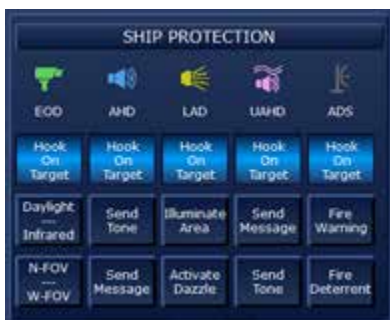 SHIP PROTECTION
EOD AHD LAD UAHD ADS
Hook On Target
Hook On Target
Hook On Target
Hook On Target
Hook On Target
Daylight
---
Infrared
Send Tone
Illuminate Area
Send Message
Fire Warning
N-FOV
---
W-FOV
Send Message
Activate Dazzle
Send Tone
Fire Deterrent